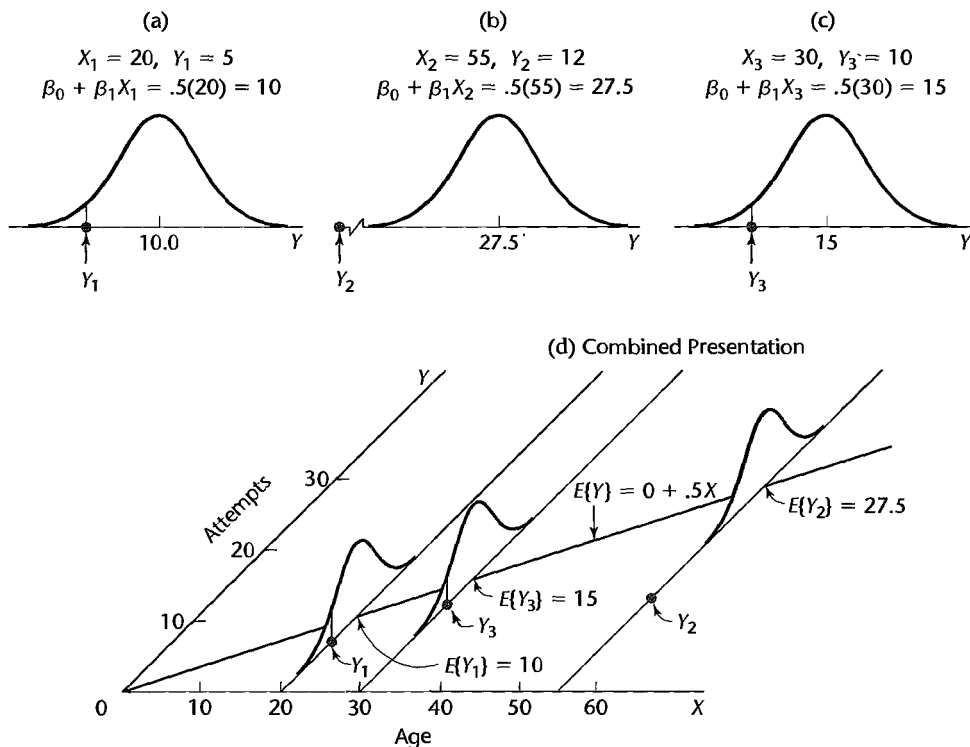 (a)
X₁ = 20, Y₁ = 5
β₀ + β₁X₁ = .5(20) = 10
10.0
Y
Y₁
(b)
X₂ = 55, Y₂ = 12
β₀ + β₁X₂ = .5(55) = 27.5
27.5
Y
Y₂
(c)
X₃ = 30, Y₃ = 10
β₀ + β₁X₃ = .5(30) = 15
15
Y
Y₃
(d) Combined Presentation
Y
Attempts
30
20
10
E{Y} = 0 + .5X
E{Y₂} = 27.5
E{Y₃} = 15
Y₃
Y₂
Y₁
E{Y₁} = 10
0 10 20 30 40 50 60 X
Age